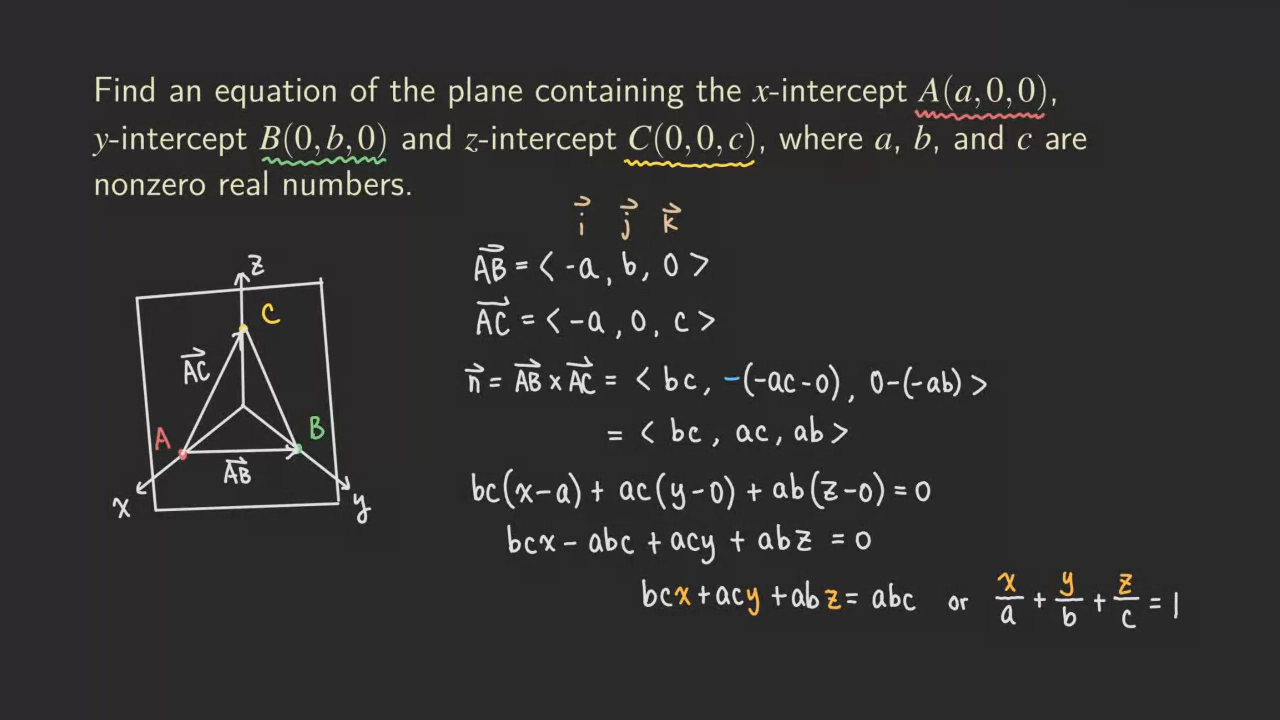 Find an equation of the plane containing the x-intercept A(a,0,0),
y-intercept B(0,b,0) and z-intercept C(0,0,c), where a, b, and c are
nonzero real numbers.
i⃗ j⃗ k⃗
AB⃗ = < -a, b, 0 >
AC⃗ = < -a, 0, c >
n⃗ = AB⃗ × AC⃗ = < bc, -(-ac-0), 0-(-ab) >
= < bc, ac, ab >
bc(x-a) + ac(y-0) + ab(z-0) = 0
bcx - abc + acy + abz = 0
bcx + acy + abz = abc or x/a + y/b + z/c = 1
z
C
AC⃗
A
B
AB⃗
x
y